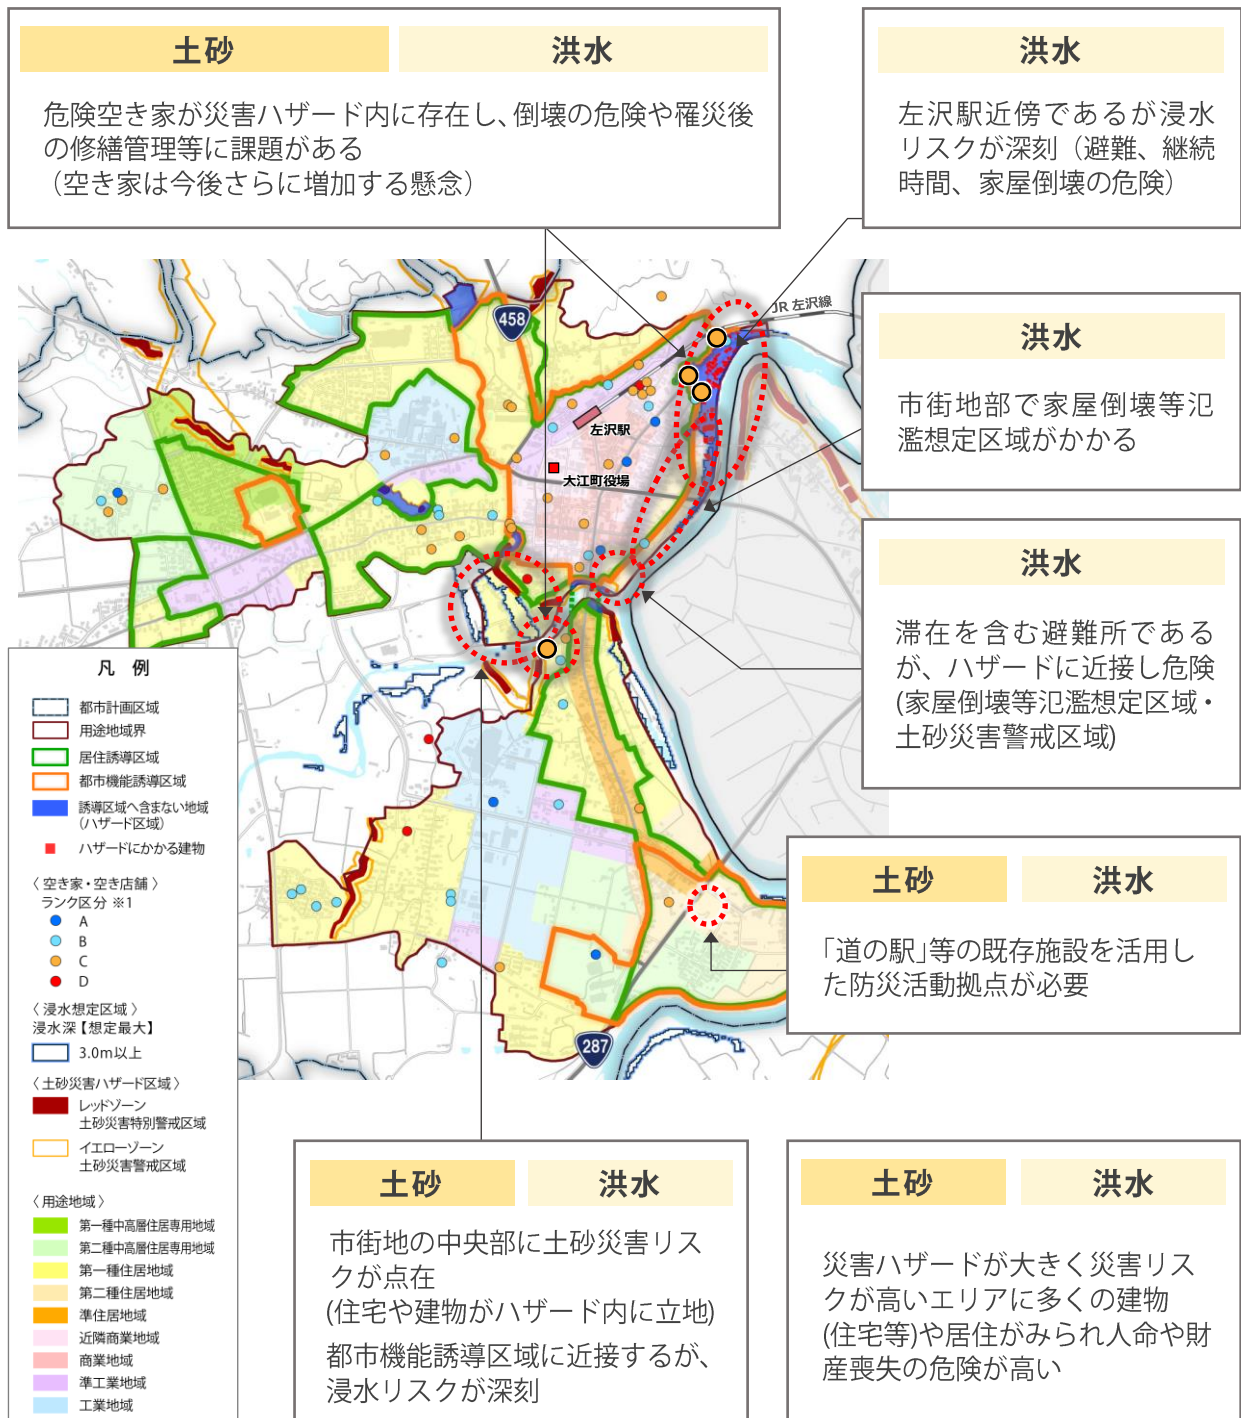 土砂
洪水
危険空き家が災害ハザード内に存在し、倒壊の危険や罹災後
の修繕管理等に課題がある
（空き家は今後さらに増加する懸念）
洪水
左沢駅近傍であるが浸水
リスクが深刻（避難、継続
時間、家屋倒壊の危険）
JR 左沢線
458
左沢駅
大江町役場
287
洪水
市街地部で家屋倒壊等氾
濫想定区域がかかる
洪水
滞在を含む避難所である
が、ハザードに近接し危険
(家屋倒壊等氾濫想定区域・
土砂災害警戒区域)
土砂
洪水
「道の駅」等の既存施設を活用し
た防災活動拠点が必要
凡 例
都市計画区域
用途地域界
居住誘導区域
都市機能誘導区域
誘導区域へ含まない地域
（ハザード区域）
ハザードにかかる建物
〈 空き家・空き店舗 〉
ランク区分 ※1
A
B
C
D
〈 浸水想定区域 〉
浸水深【想定最大】
3.0m以上
〈 土砂災害ハザード区域 〉
レッドゾーン
土砂災害特別警戒区域
イエローゾーン
土砂災害警戒区域
〈 用途地域 〉
第一種中高層住居専用地域
第二種中高層住居専用地域
第一種住居地域
第二種住居地域
準住居地域
近隣商業地域
商業地域
準工業地域
工業地域
土砂
洪水
市街地の中央部に土砂災害リス
クが点在
(住宅や建物がハザード内に立地)
都市機能誘導区域に近接するが、
浸水リスクが深刻
土砂
洪水
災害ハザードが大きく災害リス
クが高いエリアに多くの建物
(住宅等)や居住がみられ人命や財
産喪失の危険が高い